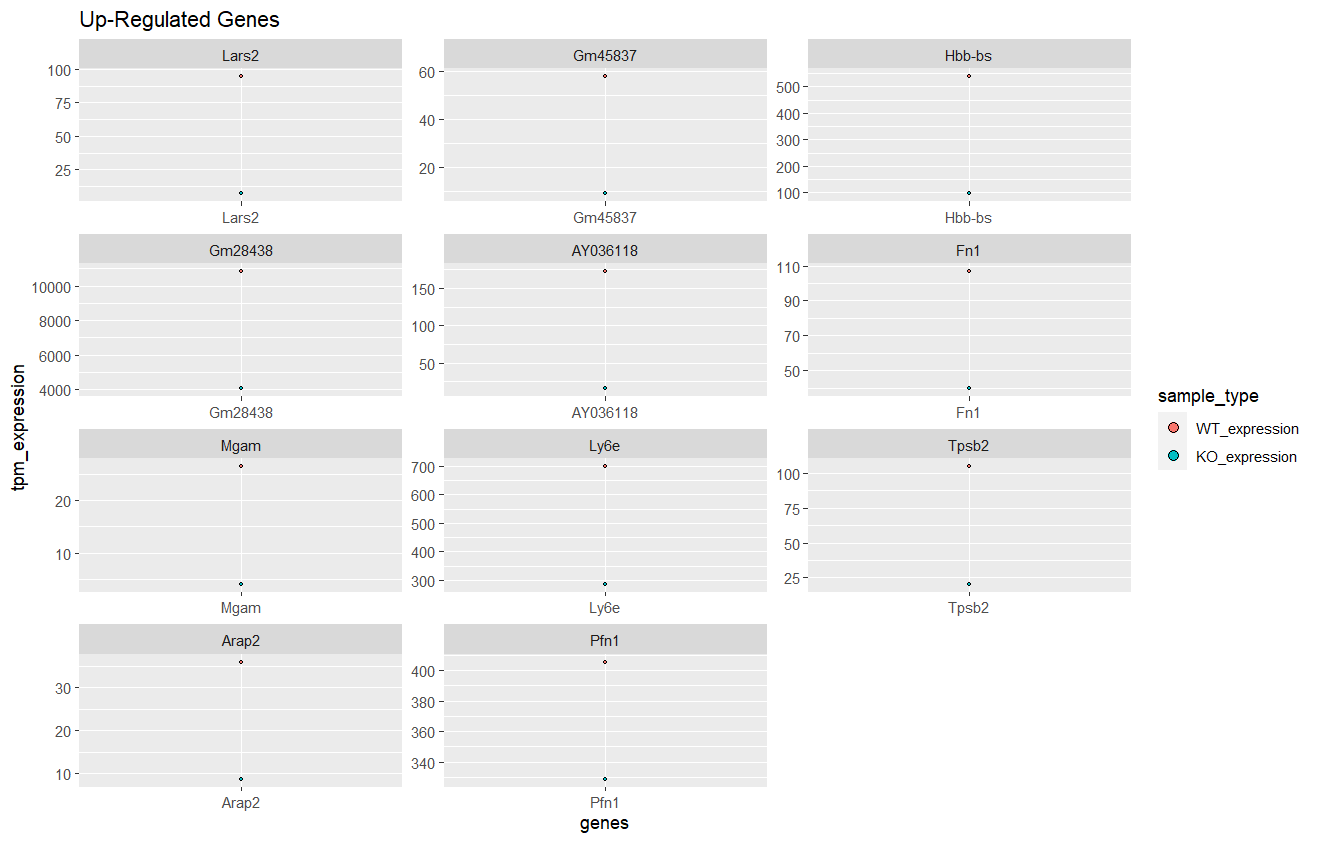 Up-Regulated Genes
Lars2
Gm45837
Hbb-bs
100
75
50
25
60
40
20
500
400
300
200
100
Lars2
Gm45837
Hbb-bs
Gm28438
AY036118
Fn1
10000
8000
6000
4000
150
100
50
110
90
70
50
Gm28438
AY036118
Fn1
Mgam
Ly6e
Tpsb2
20
10
700
600
500
400
300
100
75
50
25
Mgam
Ly6e
Tpsb2
Arap2
Pfn1
30
20
10
400
380
360
340
Arap2
Pfn1
genes
tpm_expression
sample_type
WT_expression
KO_expression